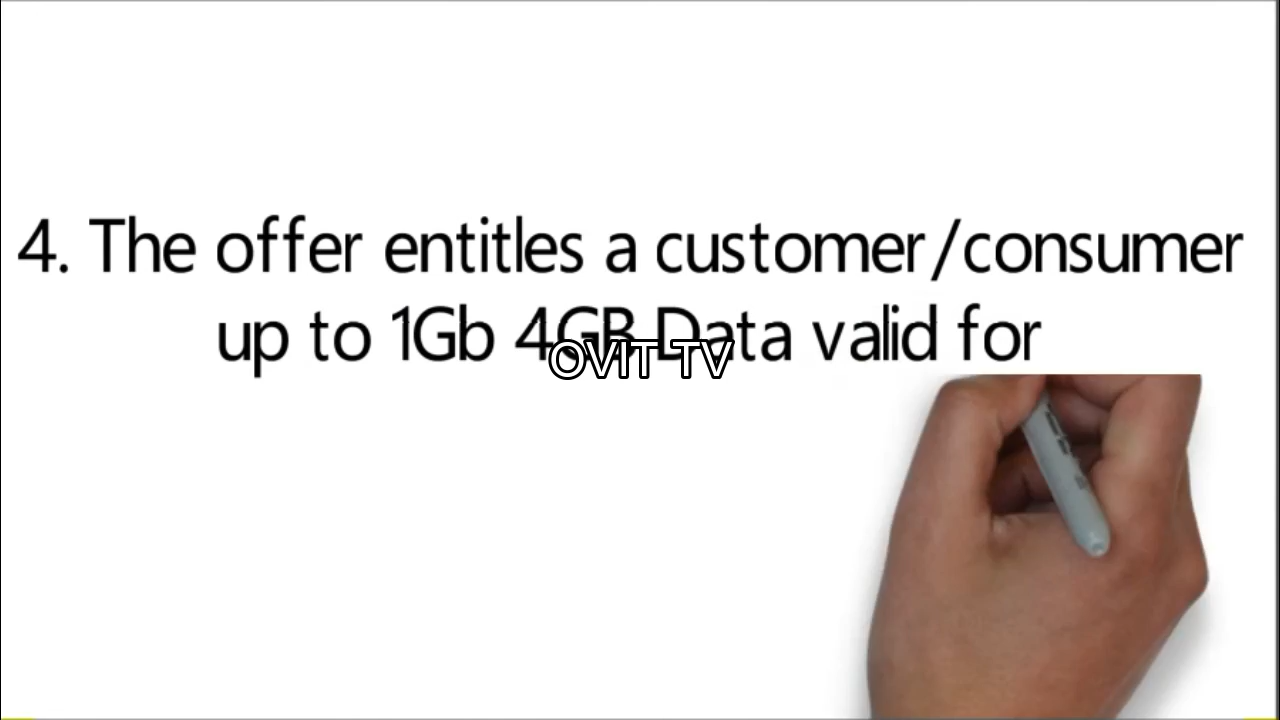 4. The offer entitles a customer/consumer
up to 1Gb 4GB Data valid for
OVIT TV